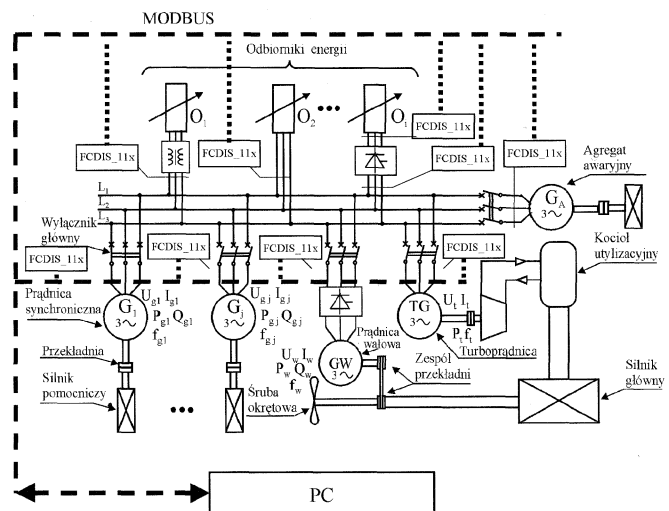 MODBUS
Odbiorniki energii
O1
O2
Oi
FCDIS_11x
FCDIS_11x
FCDIS_11x
FCDIS_11x
FCDIS_11x
Agregat
awaryjny
L1
L2
L3
GA
3~
Wyłącznik
główny
FCDIS_11x
FCDIS_11x
FCDIS_11x
FCDIS_11x
Kocioł
utylizacyjny
Prądnica
synchroniczna
G1
3~
Ug1 Ig1
Pg1 Qg1
fg1
Gj
3~
Ugj Igj
Pgj Qgj
fgj
TG
3~
Ut It
Pt ft
Turboprądnica
Prądnica
wałowa
GW
3~
Uw Iw
Pw Qw
fw
Zespół
przekładni
Przekładnia
Silnik
pomocniczy
Śruba
okrętowa
Silnik
główny
PC